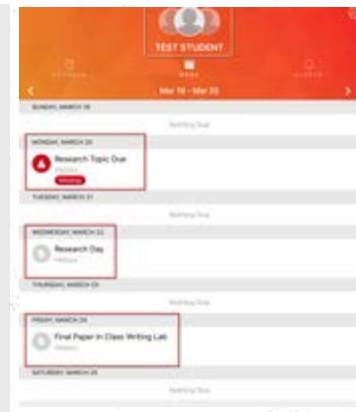 TEST STUDENT
WEEK
Mar 19 - Mar 25
SUNDAY, MARCH 19
Nothing Due
MONDAY, MARCH 20
Research Topic Due
Missing
TUESDAY, MARCH 21
Nothing Due
WEDNESDAY, MARCH 22
Research Day
THURSDAY, MARCH 23
Nothing Due
FRIDAY, MARCH 24
Final Paper In Class Writing Lab
SATURDAY, MARCH 25
Nothing Due